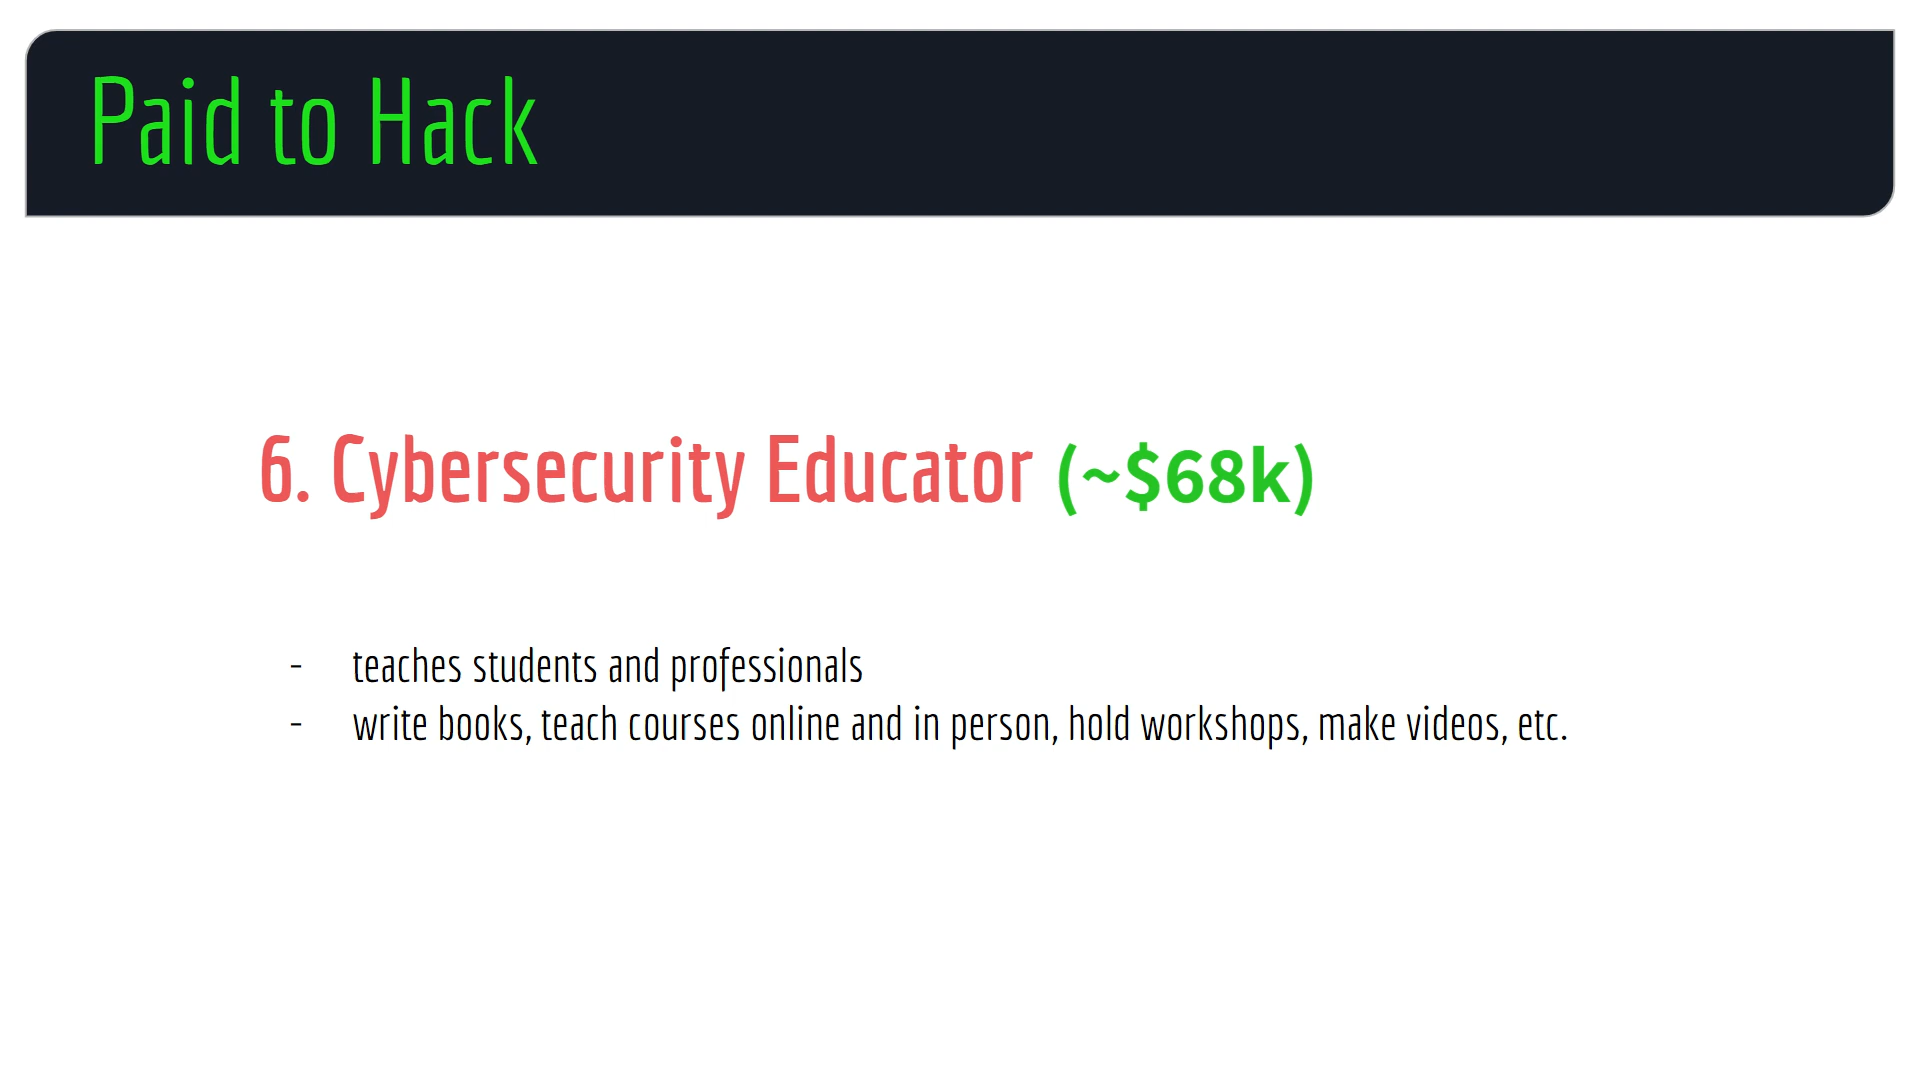 Paid to Hack
6. Cybersecurity Educator (~$68k)
- teaches students and professionals
- write books, teach courses online and in person, hold workshops, make videos, etc.